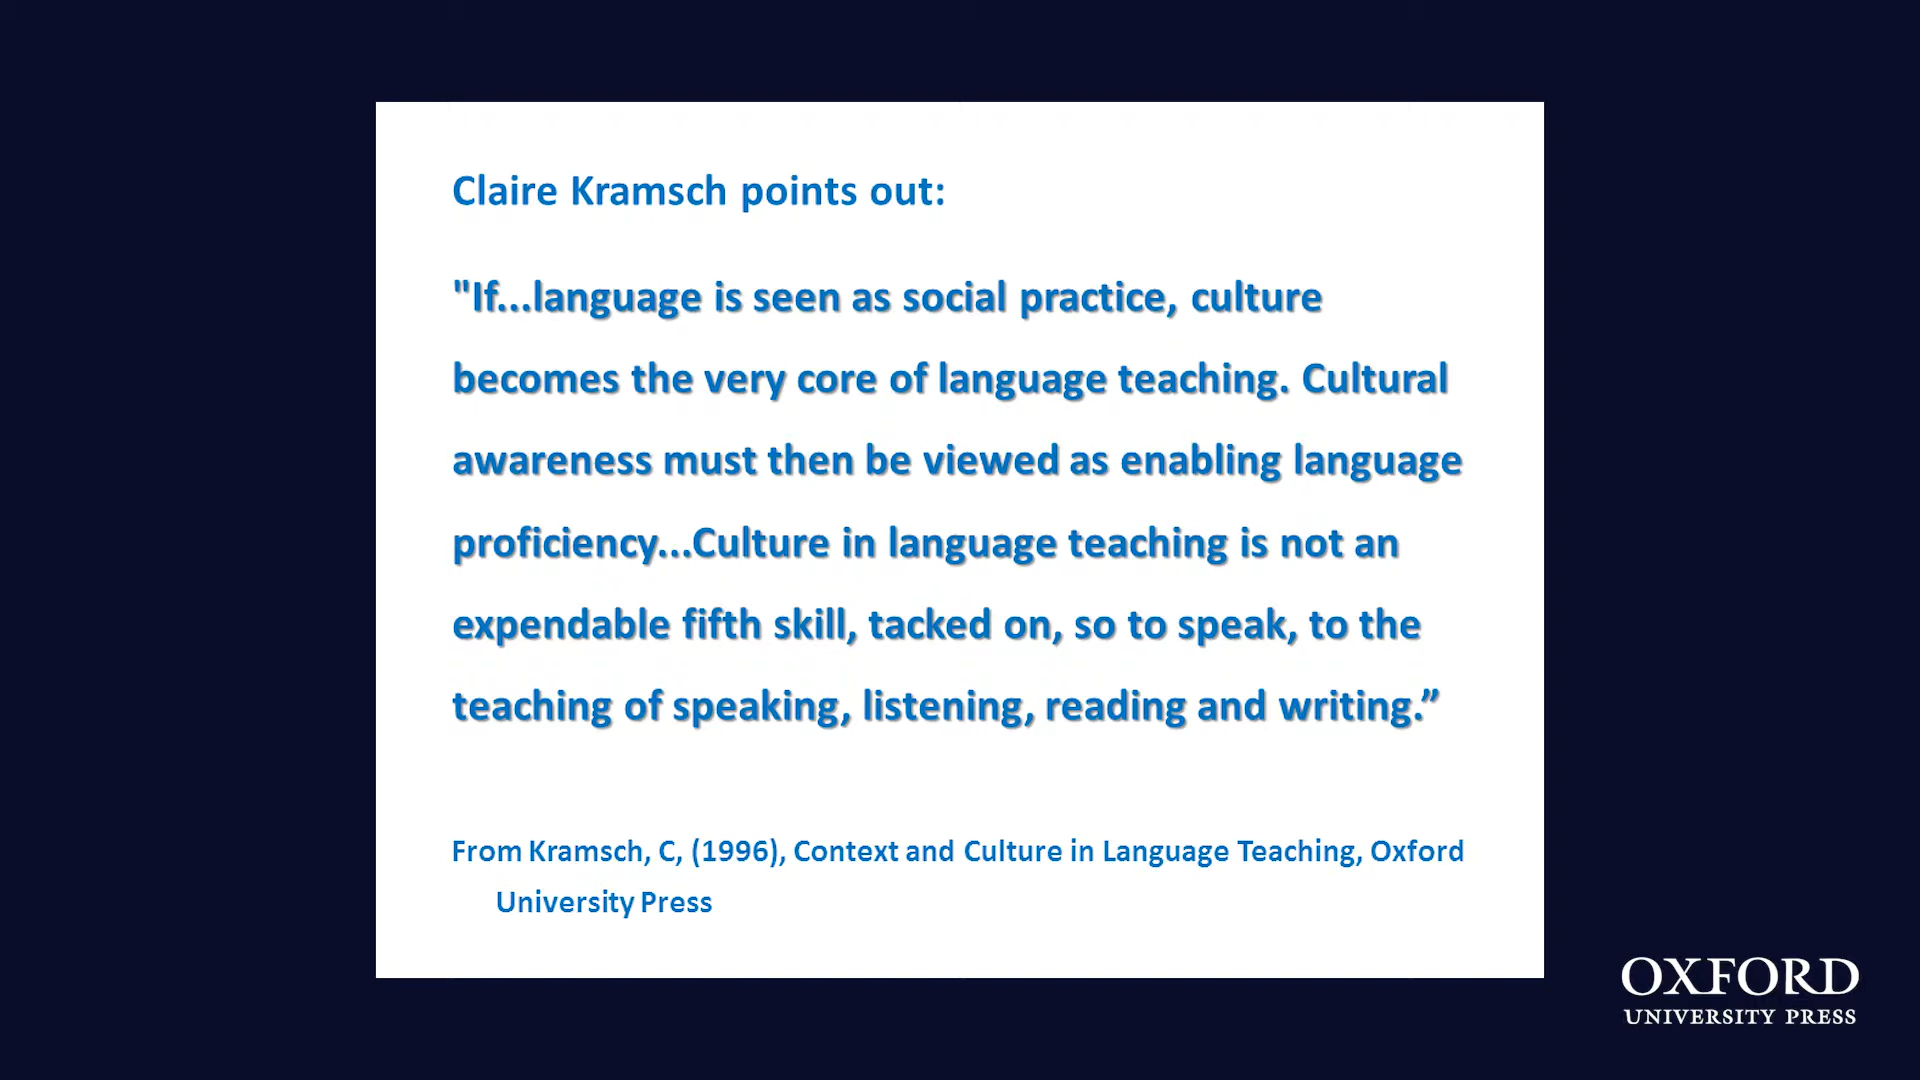 Claire Kramsch points out:
"If...language is seen as social practice, culture
becomes the very core of language teaching. Cultural
awareness must then be viewed as enabling language
proficiency...Culture in language teaching is not an
expendable fifth skill, tacked on, so to speak, to the
teaching of speaking, listening, reading and writing.”
From Kramsch, C, (1996), Context and Culture in Language Teaching, Oxford
University Press
OXFORD
UNIVERSITY PRESS